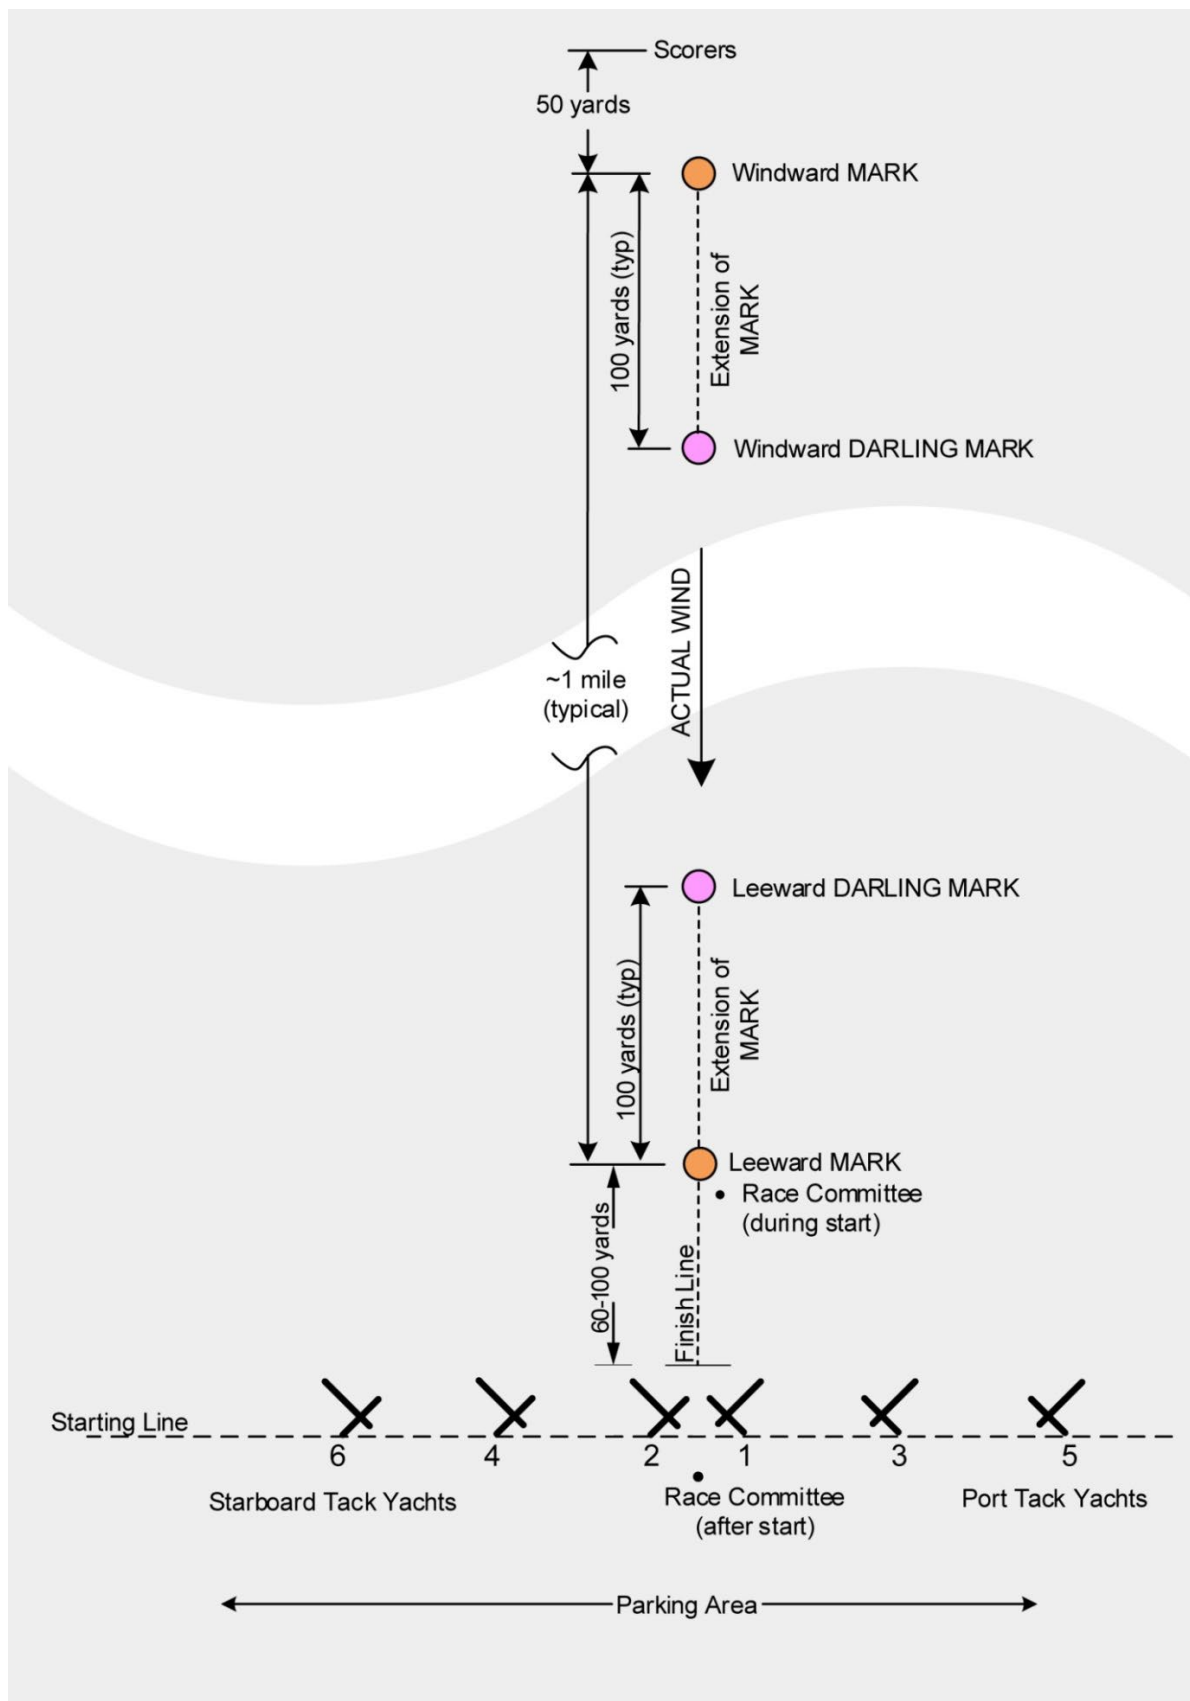 Scorers
50 yards
Windward MARK
100 yards (typ)
Extension of
MARK
Windward DARLING MARK
ACTUAL WIND
~1 mile
(typical)
Leeward DARLING MARK
100 yards (typ)
Extension of
MARK
Leeward MARK
• Race Committee
(during start)
60-100 yards
Finish Line
Starting Line
6 4 2 1 3 5
Starboard Tack Yachts
Race Committee
(after start)
Port Tack Yachts
Parking Area